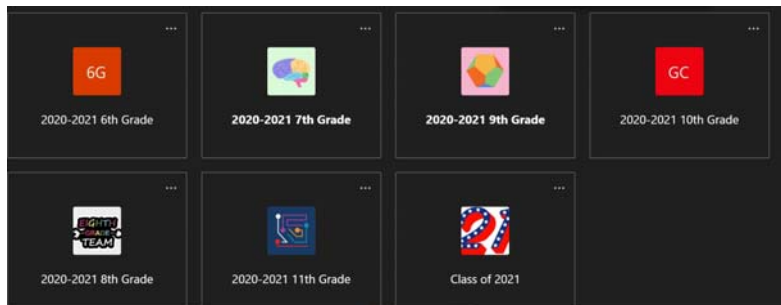 6G
GC
2020-2021 6th Grade
2020-2021 7th Grade
2020-2021 9th Grade
2020-2021 10th Grade
EIGHTH
GRADE
TEAM
21
2020-2021 8th Grade
2020-2021 11th Grade
Class of 2021